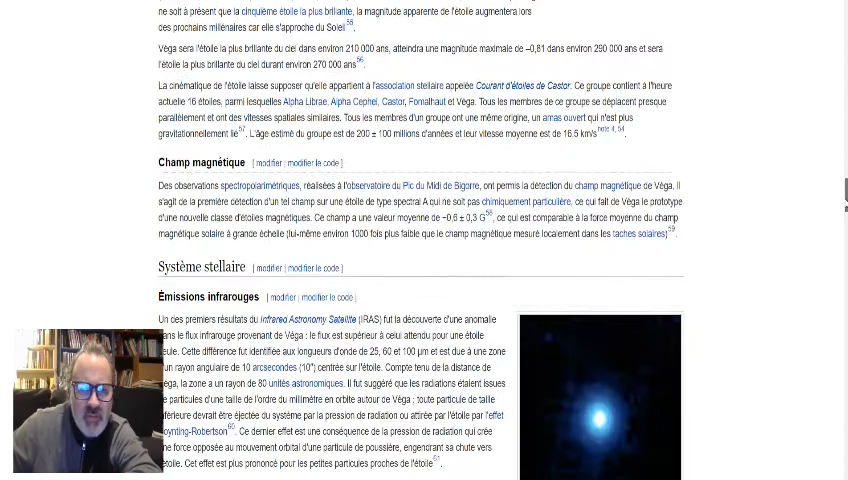 ne soit à présent que la cinquième étoile la plus brillante, la magnitude apparente de l'étoile augmentera lors
des prochains millénaires car elle s'approche du Soleil55.
Véga sera l'étoile la plus brillante du ciel dans environ 210 000 ans, atteindra une magnitude maximale de –0,81 dans environ 290 000 ans et sera
l'étoile la plus brillante du ciel durant environ 270 000 ans56.
La cinématique de l'étoile laisse supposer qu'elle appartient à l'association stellaire appelée Courant d'étoiles de Castor. Ce groupe contient à l'heure
actuelle 16 étoiles, parmi lesquelles Alpha Librae, Alpha Cephei, Castor, Fomalhaut et Véga. Tous les membres de ce groupe se déplacent presque
parallèlement et ont des vitesses spatiales similaires. Tous les membres d'un groupe ont une même origine, un amas ouvert qui n'est plus
gravitationnellement lié57. L'âge estimé du groupe est de 200 ± 100 millions d'années et leur vitesse moyenne est de 16,5 km/s note 4, 54.
Champ magnétique [ modifier | modifier le code ]
Des observations spectropolarimétriques, réalisées à l'observatoire du Pic du Midi de Bigorre, ont permis la détection du champ magnétique de Véga. Il
s'agit de la première détection d'un tel champ sur une étoile de type spectral A qui ne soit pas chimiquement particulière, ce qui fait de Véga le prototype
d'une nouvelle classe d'étoiles magnétiques. Ce champ a une valeur moyenne de −0,6 ± 0,3 G58, ce qui est comparable à la force moyenne du champ
magnétique solaire à grande échelle (lui-même environ 1000 fois plus faible que le champ magnétique mesuré localement dans les taches solaires)59.
Système stellaire [ modifier | modifier le code ]
Émissions infrarouges [ modifier | modifier le code ]
Un des premiers résultats du Infrared Astronomy Satellite (IRAS) fut la découverte d'une anomalie
ans le flux infrarouge provenant de Véga : le flux est supérieur à celui attendu pour une étoile
eule. Cette différence fut identifiée aux longueurs d'onde de 25, 60 et 100 µm et est due à une zone
'un rayon angulaire de 10 arcsecondes (10″) centrée sur l'étoile. Compte tenu de la distance de
éga, la zone a un rayon de 80 unités astronomiques. Il fut suggéré que les radiations étaient issues
e particules d'une taille de l'ordre du millimètre en orbite autour de Véga ; toute particule de taille
nférieure devrait être éjectée du système par la pression de radiation ou attirée par l'étoile par l'effet
oynting-Robertson60. Ce dernier effet est une conséquence de la pression de radiation qui crée
ne force opposée au mouvement orbital d'une particule de poussière, engendrant sa chute vers
étoile. Cet effet est plus prononcé pour les petites particules proches de l'étoile61.